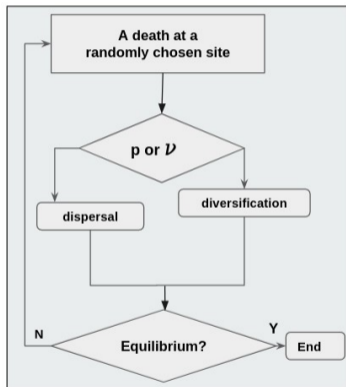 A death at a
randomly chosen site
p or ν
dispersal
diversification
N
Equilibrium?
Y
End